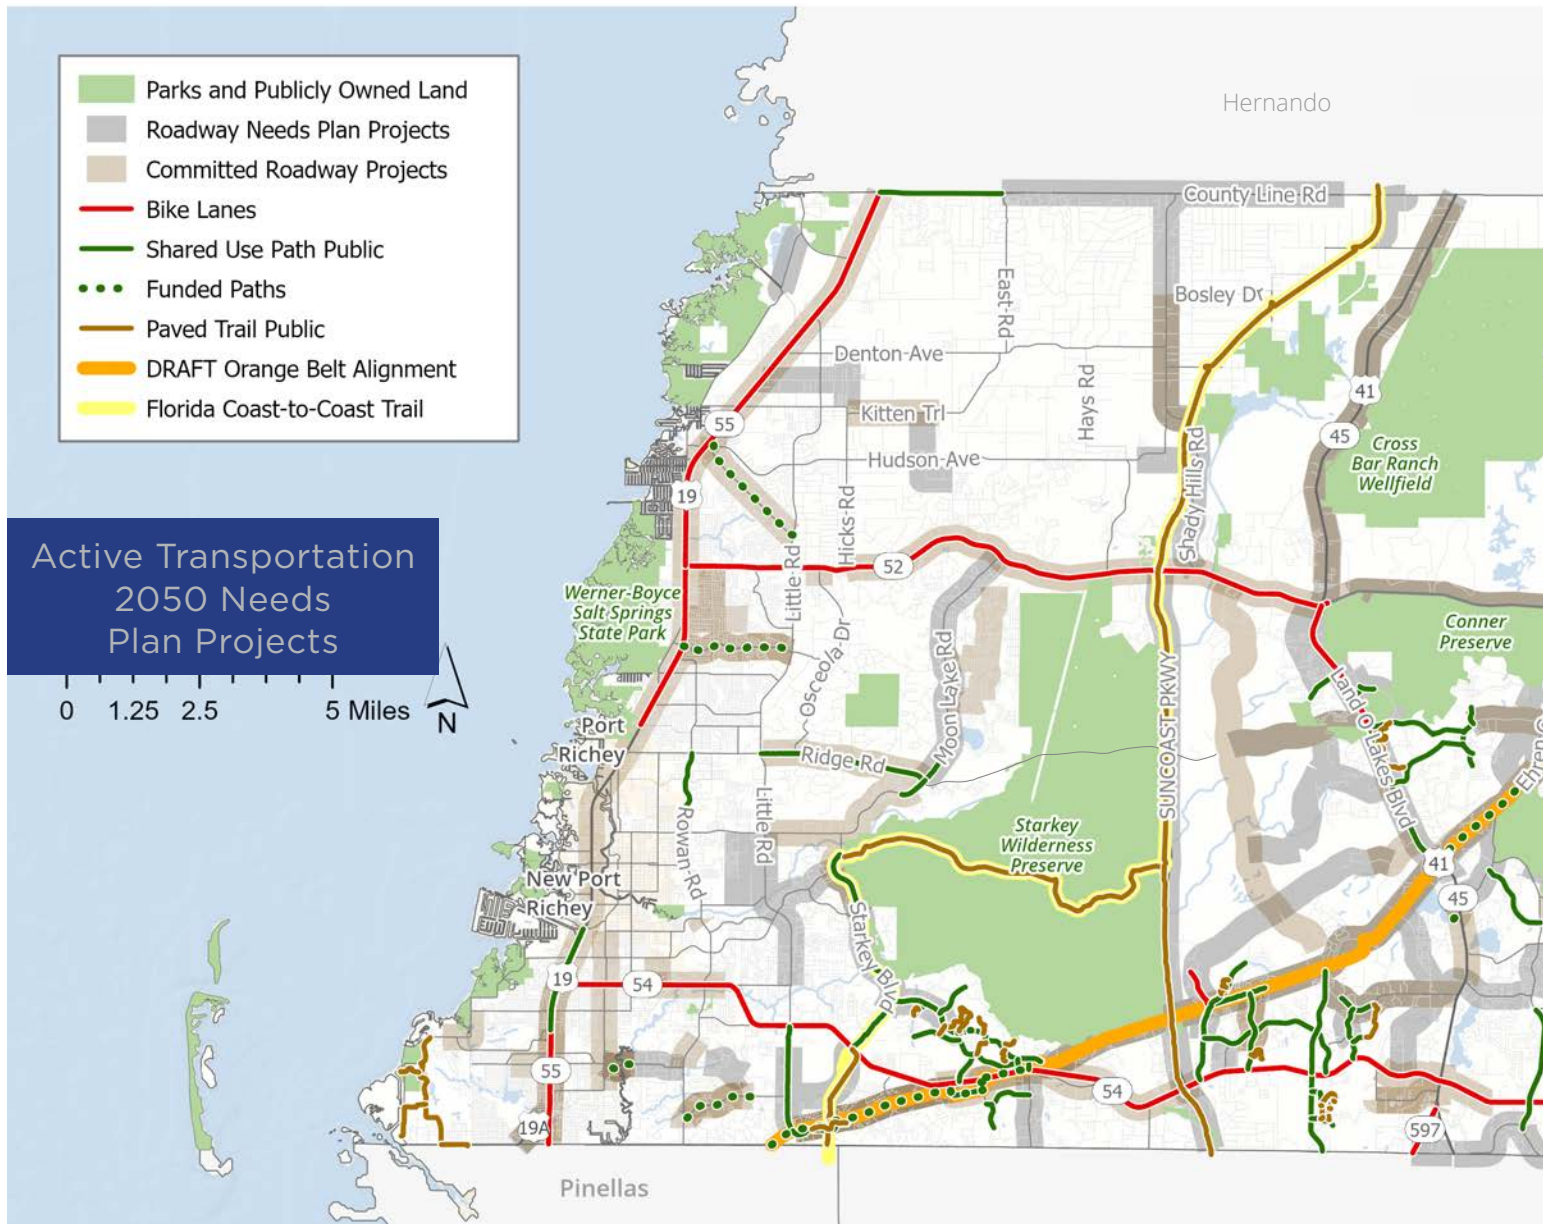 Parks and Publicly Owned Land
Roadway Needs Plan Projects
Committed Roadway Projects
Bike Lanes
Shared Use Path Public
Funded Paths
Paved Trail Public
DRAFT Orange Belt Alignment
Florida Coast-to-Coast Trail
Hernando
County Line Rd
East Rd
Bosley Dr
Denton Ave
Hays Rd
Kitten Trl
41
55
45
Cross
Bar Ranch
Wellfield
Hudson Ave
19
Hicks Rd
Shady Hills Rd
Active Transportation
2050 Needs
Plan Projects
52
Little Rd
Werner-Boyce
Salt Springs
State Park
Conner
Preserve
Osceola Dr
Moon Lake Rd
Land O Lakes Blvd
0 1.25 2.5 5 Miles
N
Port
Richey
SUNCOAST PKWY
Ridge Rd
Ehren
Little Rd
Rowan Rd
Starkey
Wilderness
Preserve
41
New Port
Richey
45
Starkey Blvd
19
54
55
54
19A
597
Pinellas